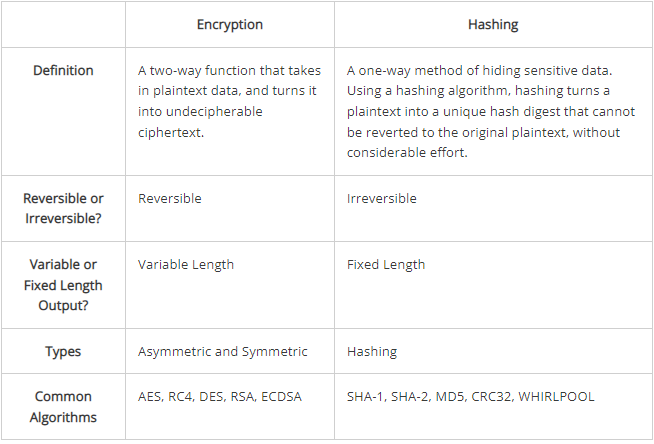 Encryption
Hashing
Definition
A two-way function that takes
in plaintext data, and turns it
into undecipherable
ciphertext.
A one-way method of hiding sensitive data.
Using a hashing algorithm, hashing turns a
plaintext into a unique hash digest that cannot
be reverted to the original plaintext, without
considerable effort.
Reversible or
Irreversible?
Reversible
Irreversible
Variable or
Fixed Length
Output?
Variable Length
Fixed Length
Types
Asymmetric and Symmetric
Hashing
Common
Algorithms
AES, RC4, DES, RSA, ECDSA
SHA-1, SHA-2, MD5, CRC32, WHIRLPOOL